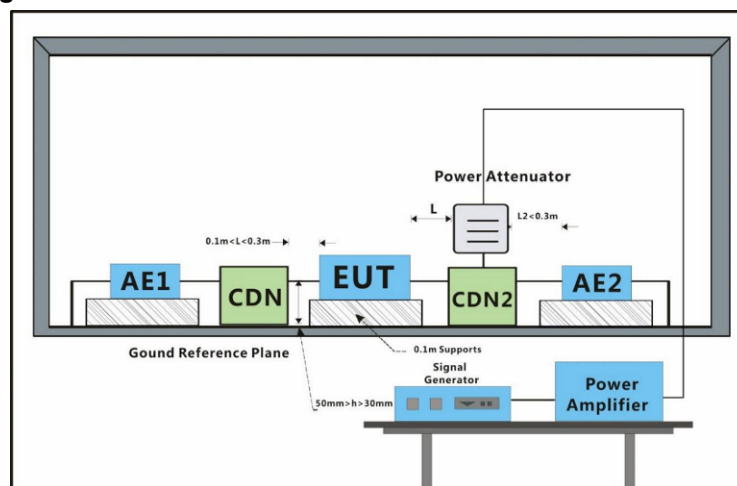 g
Power Attenuator
L
L2<0.3m
0.1m<L<0.3m
AE1
CDN
EUT
CDN2
AE2
Gound Reference Plane
0.1m Supports
Signal
Generator
50mm>h>30mm
Power
Amplifier